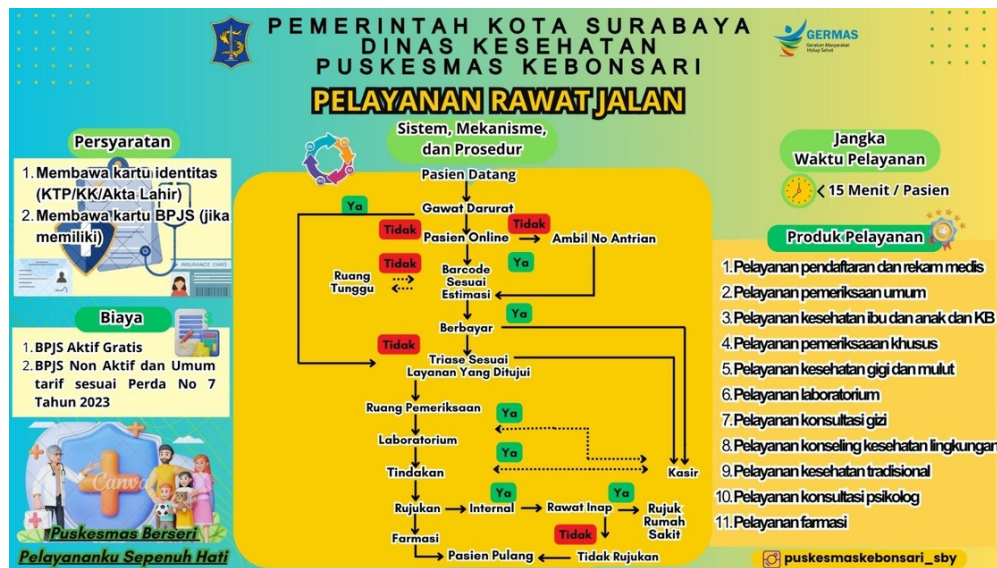 PEMERINTAH KOTA SURABAYA
DINAS KESEHATAN
PUSKESMAS KEBONSARI
GERMAS
Gerakan Masyarakat
Hidup Sehat
PELAYANAN RAWAT JALAN
Persyaratan
1. Membawa kartu identitas
(KTP/KK/Akta Lahir)
2. Membawa kartu BPJS (jika
memiliki)
INSURANCE CARD
Biaya
1. BPJS Aktif Gratis
2. BPJS Non Aktif dan Umum
tarif sesuai Perda No 7
Tahun 2023
Canva
Puskesmas Berseri
Pelayananku Sepenuh Hati
Sistem, Mekanisme,
dan Prosedur
Pasien Datang
Ya
Gawat Darurat
Tidak
Tidak
Pasien Online
Ambil No Antrian
Tidak
Ya
Ruang
Tunggu
Barcode
Sesuai
Estimasi
Ya
Berbayar
Tidak
Triase Sesuai
Layanan Yang Ditujui
Ruang Pemeriksaan
Ya
Laboratorium
Ya
Tindakan
Kasir
Ya
Ya
Rujukan
Internal
Rawat Inap
Rujuk
Rumah
Sakit
Tidak
Farmasi
Pasien Pulang
Tidak Rujukan
Jangka
Waktu Pelayanan
15 Menit / Pasien
Produk Pelayanan
1. Pelayanan pendaftaran dan rekam medis
2. Pelayanan pemeriksaan umum
3. Pelayanan kesehatan ibu dan anak dan KB
4. Pelayanan pemeriksaaan khusus
5. Pelayanan kesehatan gigi dan mulut
6. Pelayanan laboratorium
7. Pelayanan konsultasi gizi
8. Pelayanan konseling kesehatan lingkungan
9. Pelayanan kesehatan tradisional
10. Pelayanan konsultasi psikolog
11. Pelayanan farmasi
puskesmaskebonsari_sby